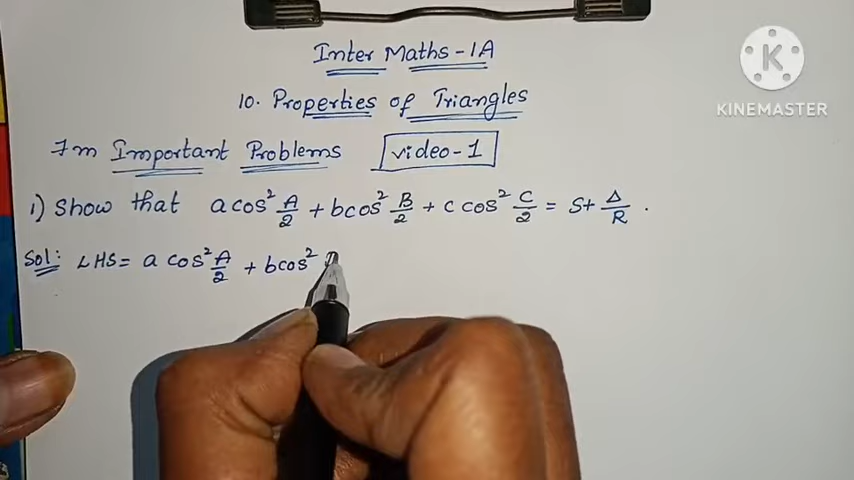 Inter Maths - 1A
10. Properties of Triangles
7m Important Problems video-1
1) Show that a cos² A/2 + b cos² B/2 + c cos² C/2 = S + Δ/R .
Sol: LHS = a cos² A/2 + b cos²
K
KINEMASTER